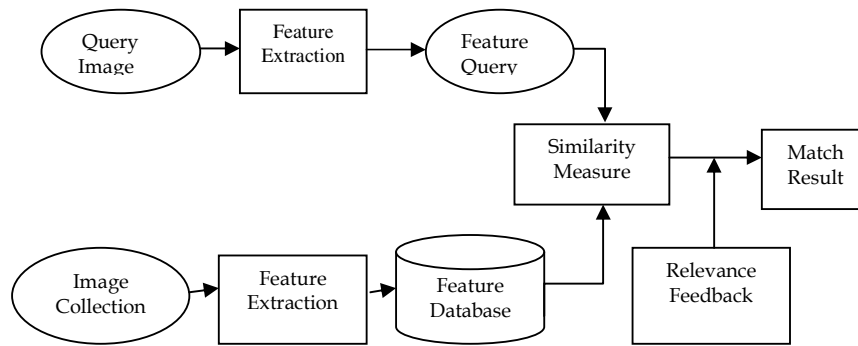 Query
Image
Feature
Extraction
Feature
Query
Similarity
Measure
Match
Result
Image
Collection
Feature
Extraction
Feature
Database
Relevance
Feedback